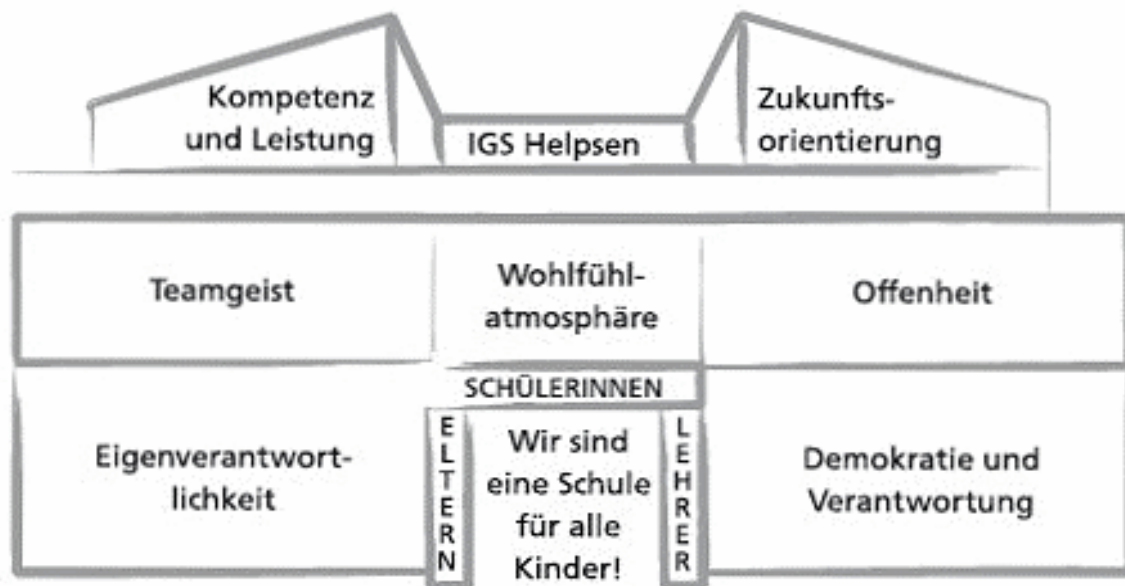 Kompetenz
und Leistung
IGS Helpsen
Zukunfts-
orientierung
Teamgeist
Wohlfühl-
atmosphäre
Offenheit
SCHÜLERINNEN
Eigenverantwort-
lichkeit
ELTERN
Wir sind
eine Schule
für alle
Kinder!
LEHRER
Demokratie und
Verantwortung